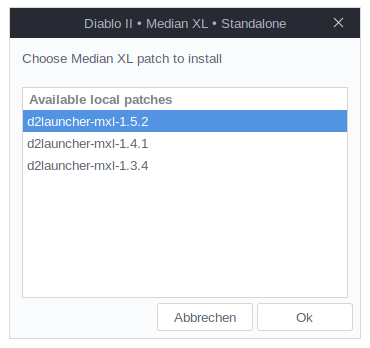 Diablo II • Median XL • Standalone
Choose Median XL patch to install
Available local patches
d2launcher-mxl-1.5.2
d2launcher-mxl-1.4.1
d2launcher-mxl-1.3.4
Abbrechen
Ok